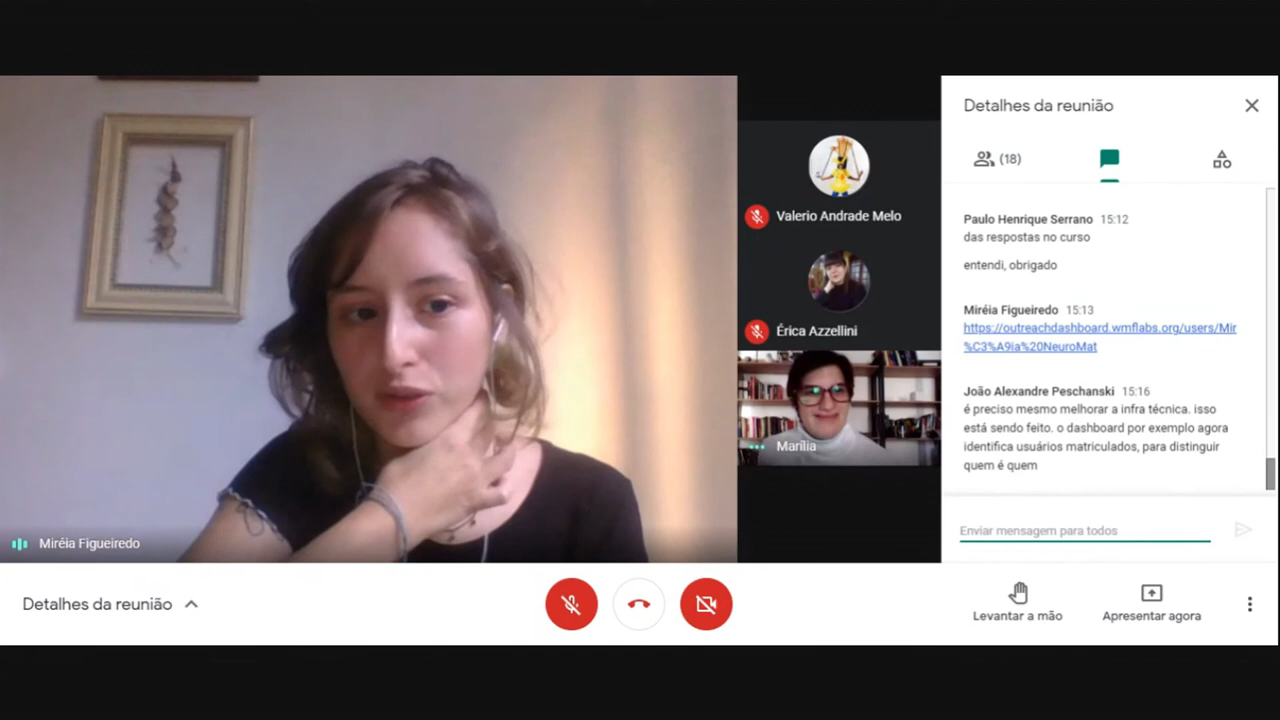 Detalhes da reunião
(18)
Valerio Andrade Melo
Érica Azzellini
Marília
Miréia Figueiredo
Paulo Henrique Serrano 15:12
das respostas no curso
entendi, obrigado
Miréia Figueiredo 15:13
https://outreachdashboard.wmflabs.org/users/Mir
%C3%A9ia%20NeuroMat
João Alexandre Peschanski 15:16
é preciso mesmo melhorar a infra técnica. isso
está sendo feito. o dashboard por exemplo agora
identifica usuários matriculados, para distinguir
quem é quem
Enviar mensagem para todos
Detalhes da reunião
Levantar a mão
Apresentar agora